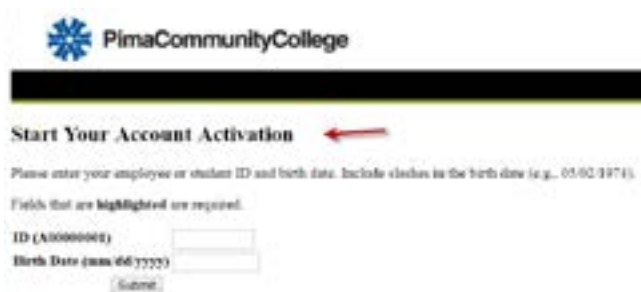 PimaCommunityCollege
Start Your Account Activation
Please enter your employee or student ID and birth date. Include slashes in the birth date (e.g., 05/02/1971).
Fields that are highlighted are required.
ID (A00000001)
Birth Date (mm/dd/yyyy)
Submit